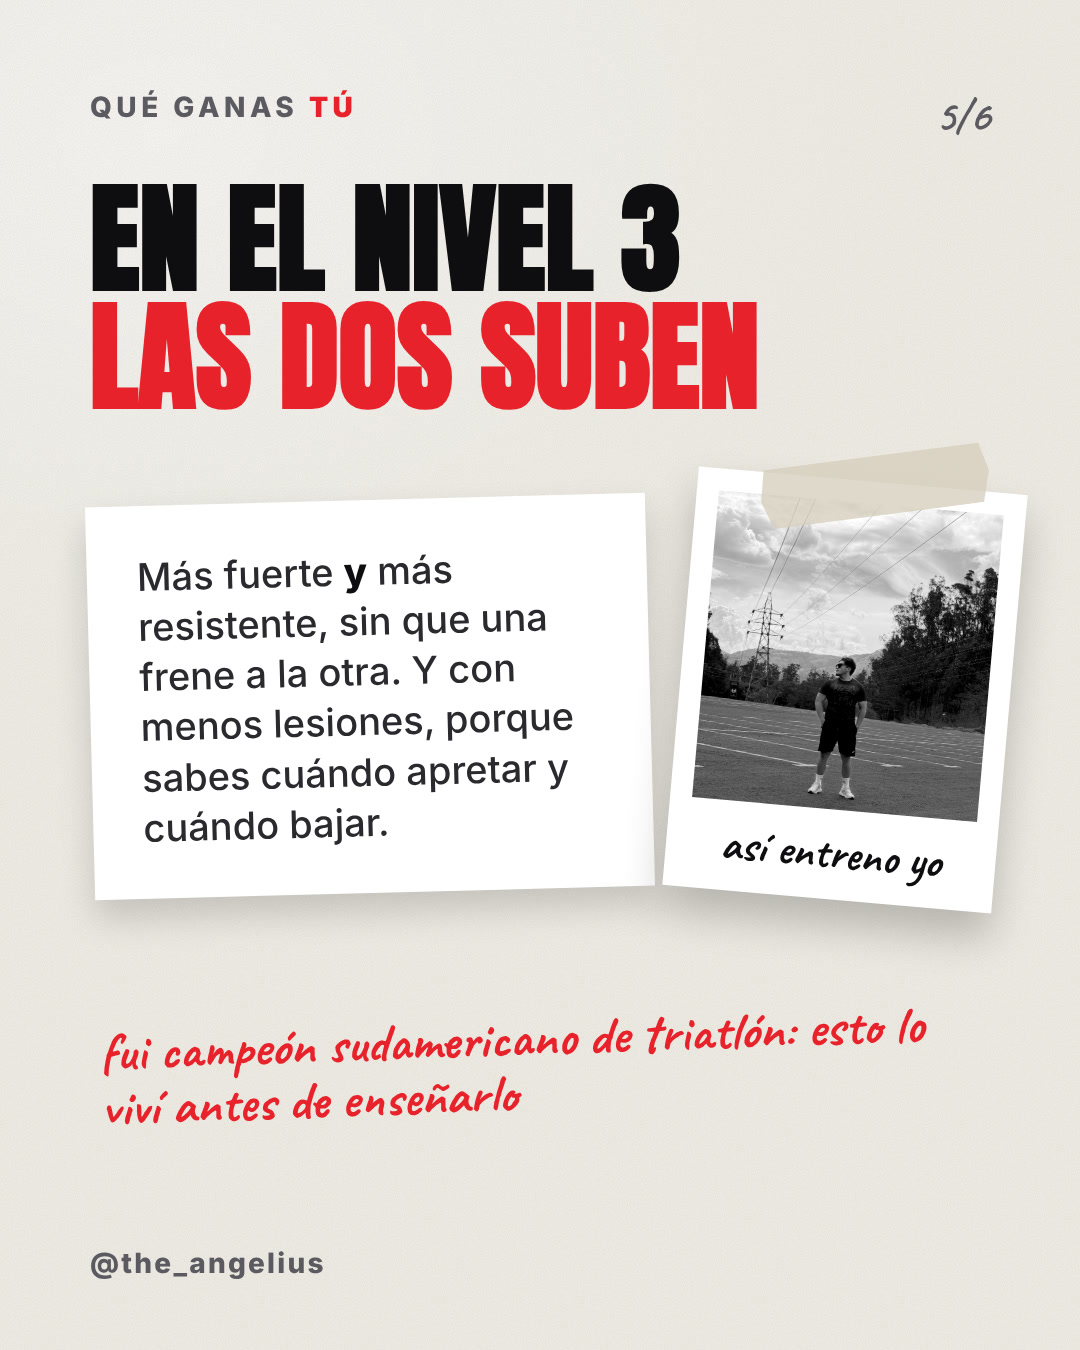 QUÉ GANAS TÚ
5/6
EN EL NIVEL 3
LAS DOS SUBEN
Más fuerte y más
resistente, sin que una
frene a la otra. Y con
menos lesiones, porque
sabes cuándo apretar y
cuándo bajar.
así entreno yo
fui campeón sudamericano de triatlón: esto lo
viví antes de enseñarlo
@the_angelius